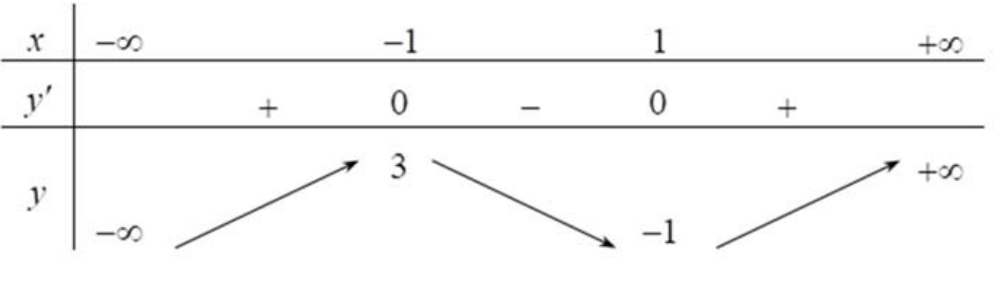 x −∞ −1 1 +∞
y′ + 0 − 0 +
3 +∞
y
−∞ −1